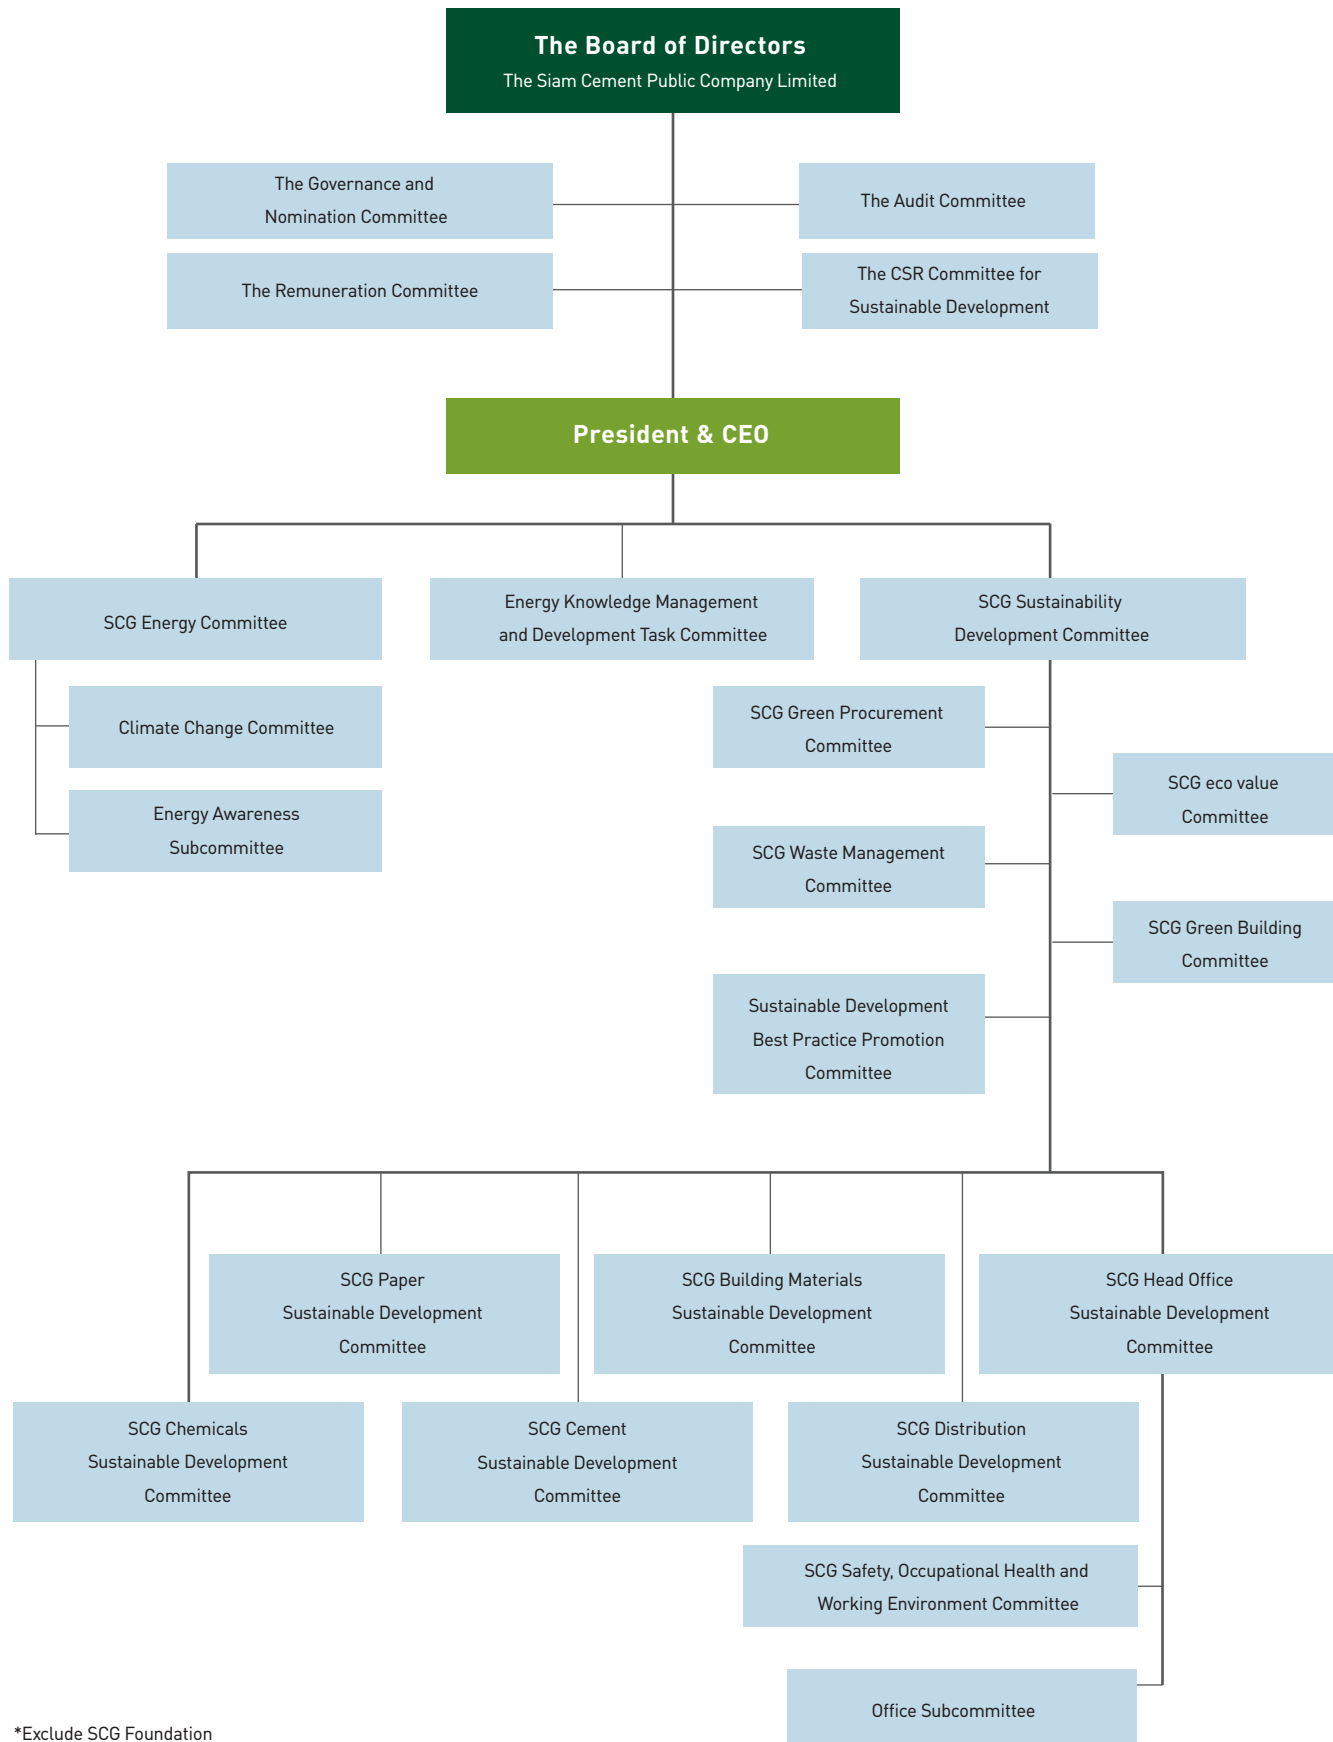 The Board of Directors
The Siam Cement Public Company Limited
The Governance and
Nomination Committee
The Audit Committee
The Remuneration Committee
The CSR Committee for
Sustainable Development
President & CEO
SCG Energy Committee
Energy Knowledge Management
and Development Task Committee
SCG Sustainability
Development Committee
Climate Change Committee
Energy Awareness
Subcommittee
SCG Green Procurement
Committee
SCG eco value
Committee
SCG Waste Management
Committee
SCG Green Building
Committee
Sustainable Development
Best Practice Promotion
Committee
SCG Paper
Sustainable Development
Committee
SCG Building Materials
Sustainable Development
Committee
SCG Head Office
Sustainable Development
Committee
SCG Chemicals
Sustainable Development
Committee
SCG Cement
Sustainable Development
Committee
SCG Distribution
Sustainable Development
Committee
SCG Safety, Occupational Health and
Working Environment Committee
Office Subcommittee
*Exclude SCG Foundation